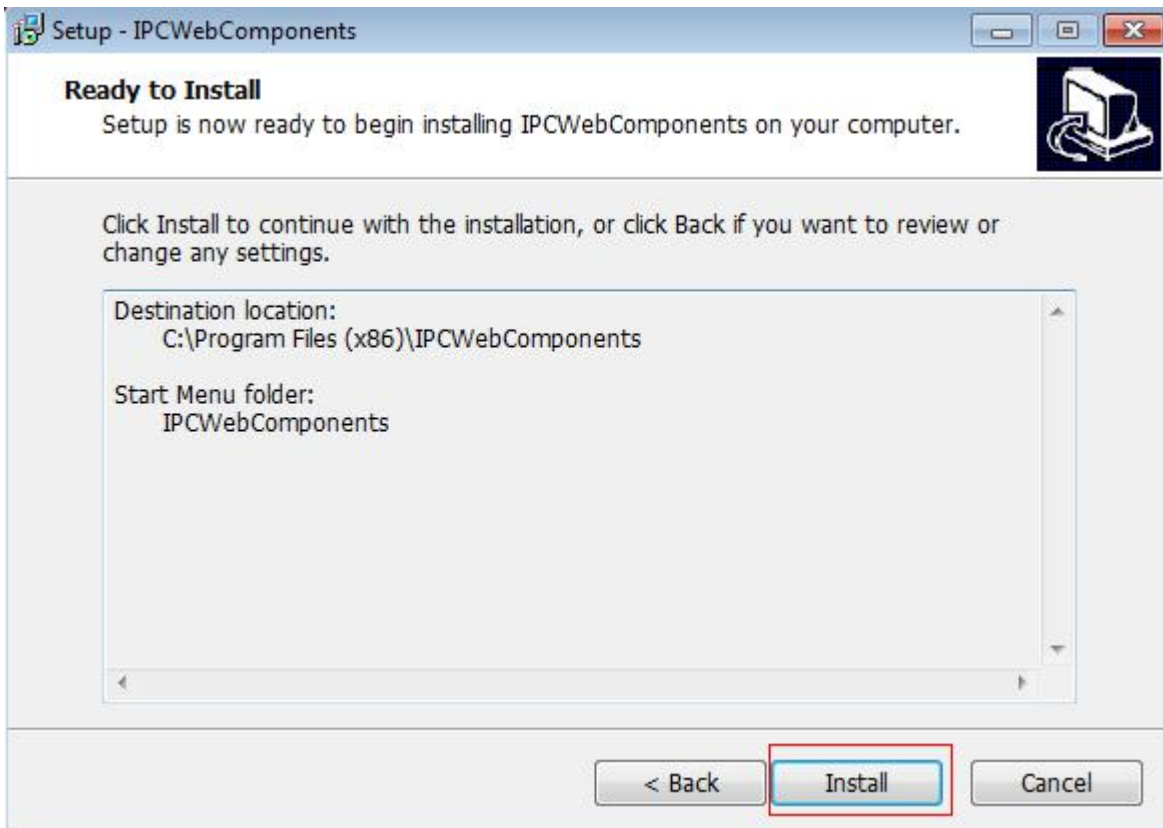 Setup - IPCWebComponents
Ready to Install
Setup is now ready to begin installing IPCWebComponents on your computer.
Click Install to continue with the installation, or click Back if you want to review or
change any settings.
Destination location:
C:\Program Files (x86)\IPCWebComponents
Start Menu folder:
IPCWebComponents
< Back
Install
Cancel